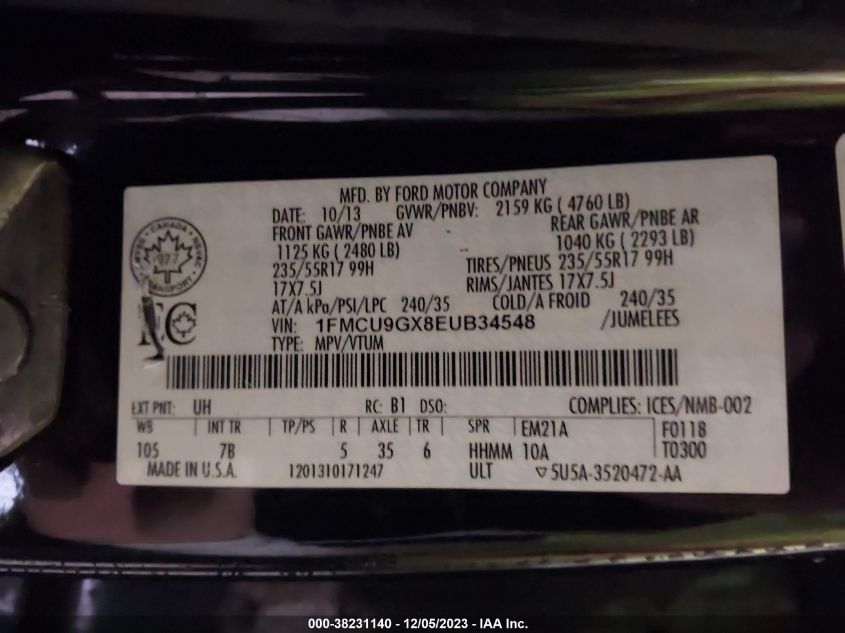 MFD. BY FORD MOTOR COMPANY
DATE: 10/13 GVWR/PNBV: 2159 KG ( 4760 LB)
FRONT GAWR/PNBE AV REAR GAWR/PNBE AR
1125 KG ( 2480 LB) 1040 KG ( 2293 LB)
235/55R17 99H TIRES/PNEUS 235/55R17 99H
17X7.5J RIMS/JANTES 17X7.5J
AT/A kPa/PSI/LPC 240/35 COLD/A FROID 240/35
VIN: 1FMCU9GX8EUB34548 /JUMELEES
TYPE: MPV/VTUM
CANADA
TRANSPORT
EXT PNT: UH RC: B1 DSO: COMPLIES: ICES/NMB-002
WB INT TR TP/PS R AXLE TR SPR EM21A F0118
105 7B 5 35 6 HHMM 10A T0300
MADE IN U.S.A. 1201310171247 ULT ▽5U5A-3520472-AA
000-38231140 - 12/05/2023 - IAA Inc.